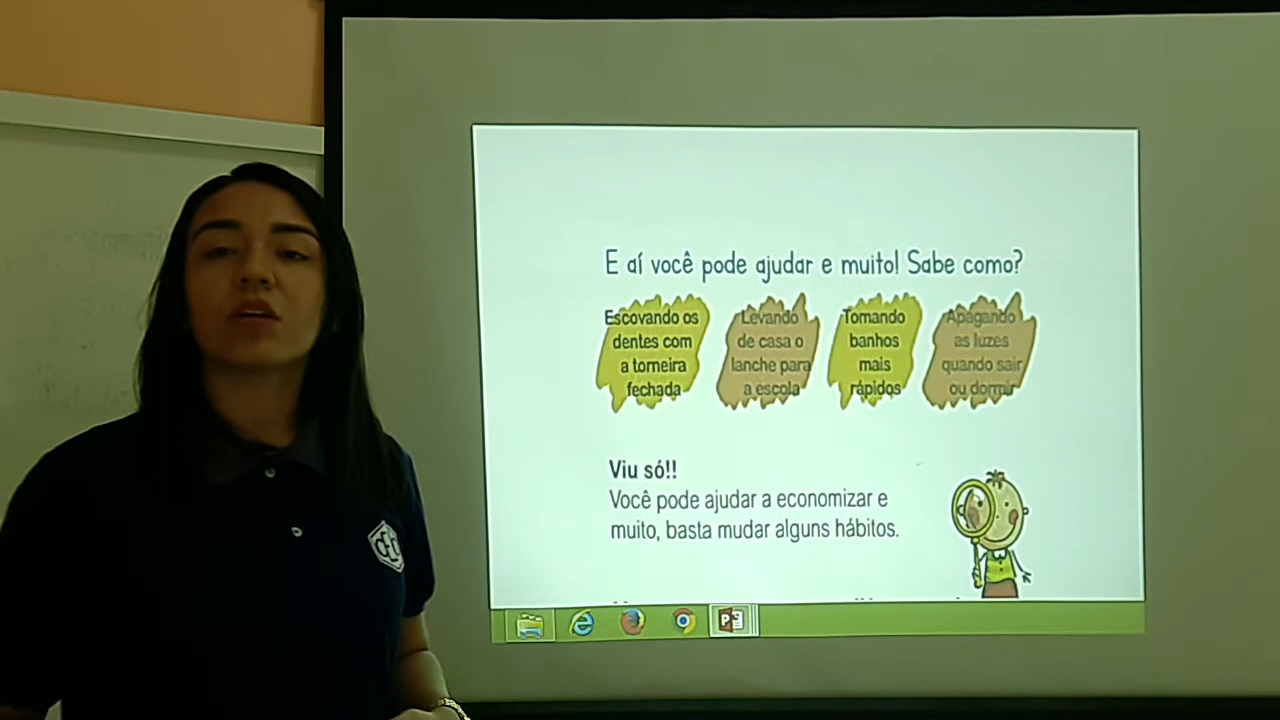 E aí você pode ajudar e muito! Sabe como?
Escovando os
dentes com
a torneira
fechada
Levando
de casa o
lanche para
a escola
Tomando
banhos
mais
rápidos
Apagando
as luzes
quando sair
ou dormir
Viu só!!
Você pode ajudar a economizar e
muito, basta mudar alguns hábitos.